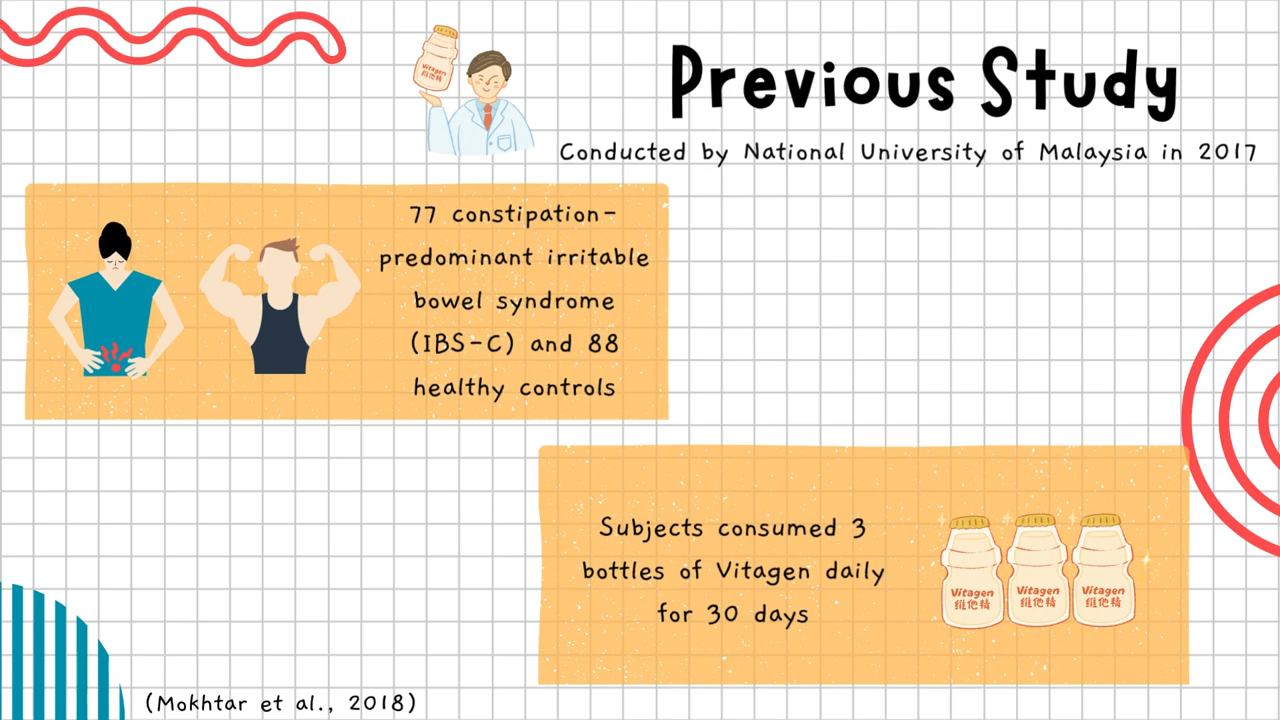 Vitagen
维他精
Previous Study
Conducted by National University of Malaysia in 2017
77 constipation-
predominant irritable
bowel syndrome
(IBS-C) and 88
healthy controls
Subjects consumed 3
bottles of Vitagen daily
for 30 days
Vitagen
维他精
Vitagen
维他精
Vitagen
维他精
(Mokhtar et al., 2018)